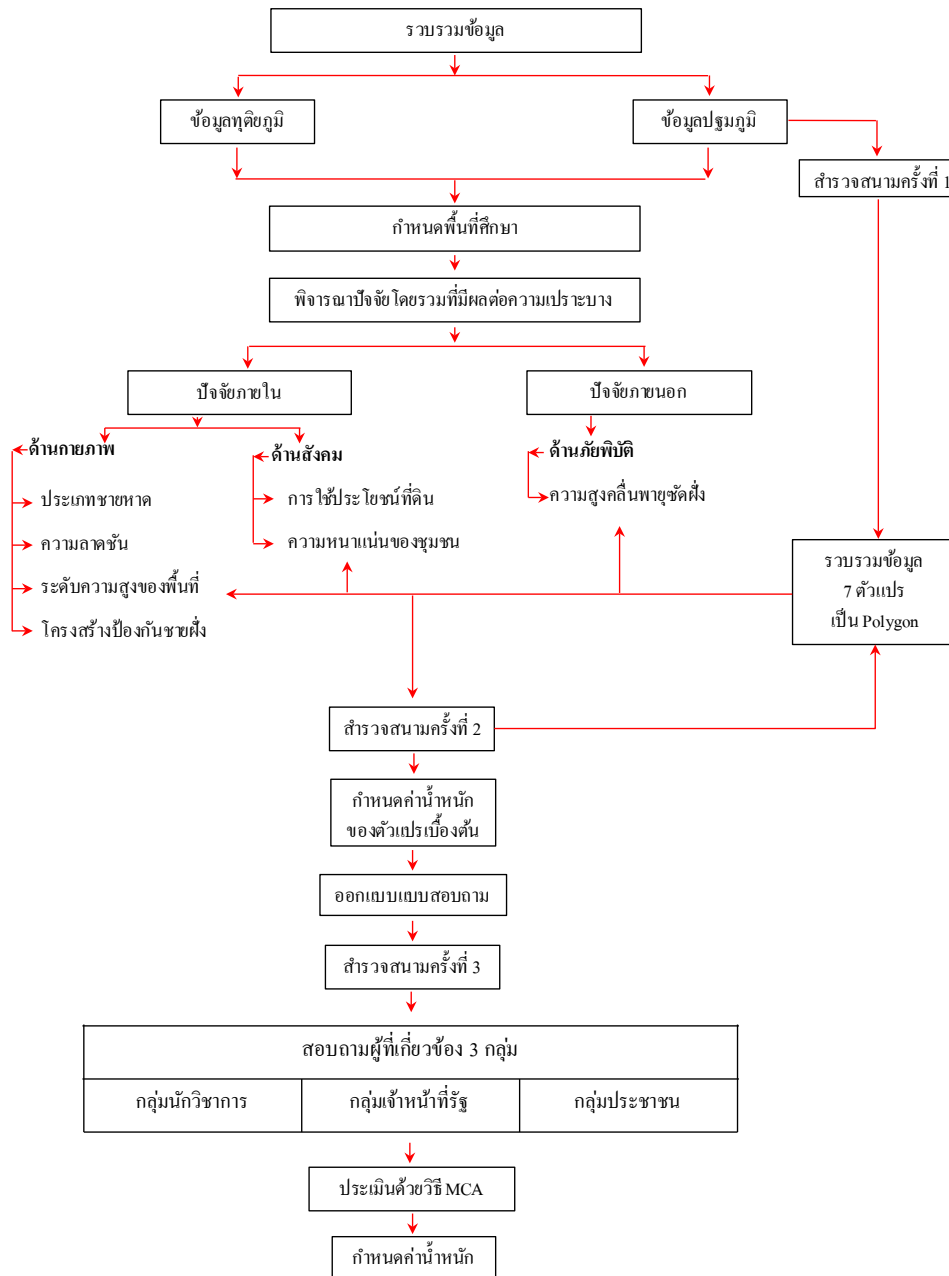 รวบรวมข้อมูล
ข้อมูลทุติยภูมิ
ข้อมูลปฐมภูมิ
สำรวจสนามครั้งที่ 1
กำหนดพื้นที่ศึกษา
พิจารณาปัจจัยโดยรวมที่มีผลต่อความเปราะบาง
ปัจจัยภายใน
ปัจจัยภายนอก
ด้านกายภาพ
ด้านสังคม
ด้านภัยพิบัติ
ประเภทชายหาด
การใช้ประโยชน์ที่ดิน
ความสูงคลื่นพายุซัดฝั่ง
ความลาดชัน
ความหนาแน่นของชุมชน
ระดับความสูงของพื้นที่
โครงสร้างป้องกันชายฝั่ง
รวบรวมข้อมูล
7 ตัวแปร
เป็น Polygon
สำรวจสนามครั้งที่ 2
กำหนดค่าน้ำหนัก
ของตัวแปรเบื้องต้น
ออกแบบแบบสอบถาม
สำรวจสนามครั้งที่ 3
สอบถามผู้ที่เกี่ยวข้อง 3 กลุ่ม
กลุ่มนักวิชาการ
กลุ่มเจ้าหน้าที่รัฐ
กลุ่มประชาชน
ประเมินด้วยวิธี MCA
กำหนดค่าน้ำหนัก